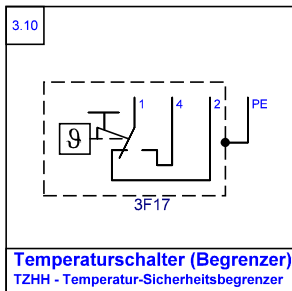 3.10
1 4 2 PE
ϑ
3F17
Temperaturschalter (Begrenzer)
TZHH - Temperatur-Sicherheitsbegrenzer